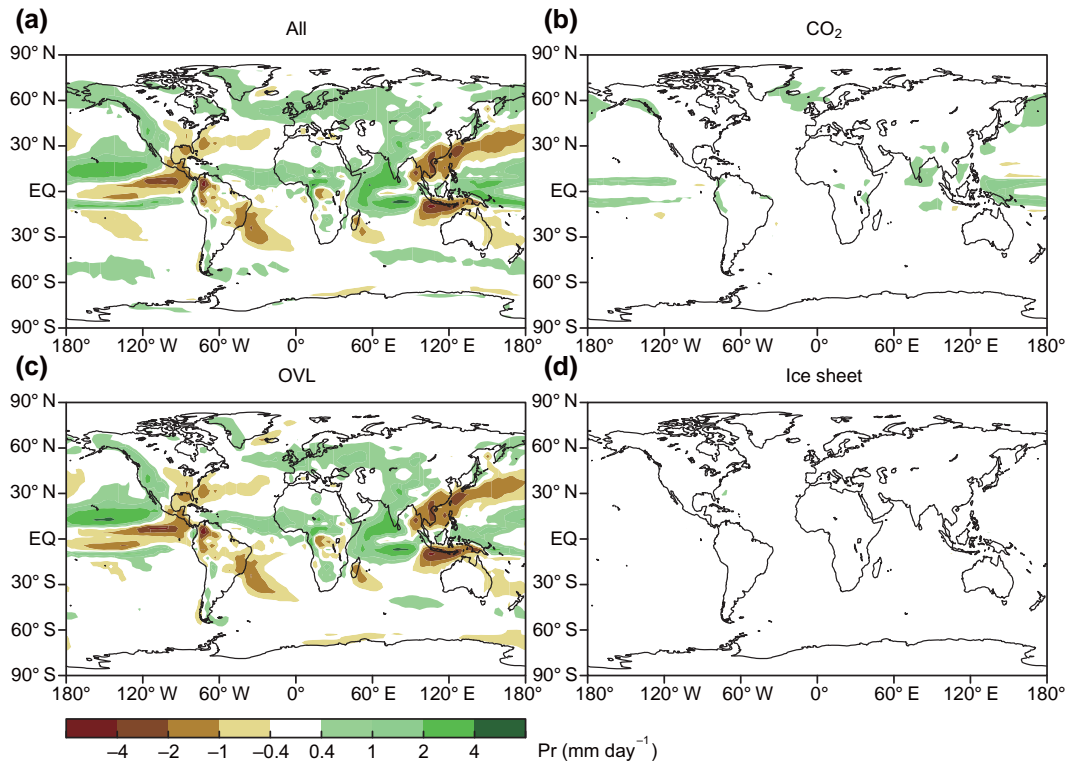 (a) All
(b) CO₂
90° N
60° N
30° N
EQ
30° S
60° S
90° S
180° 120° W 60° W 0° 60° E 120° E 180°
90° N
60° N
30° N
EQ
30° S
60° S
90° S
180° 120° W 60° W 0° 60° E 120° E 180°
(c) OVL
(d) Ice sheet
90° N
60° N
30° N
EQ
30° S
60° S
90° S
180° 120° W 60° W 0° 60° E 120° E 180°
90° N
60° N
30° N
EQ
30° S
60° S
90° S
180° 120° W 60° W 0° 60° E 120° E 180°
–4 –2 –1 –0.4 0.4 1 2 4 Pr (mm day⁻¹)